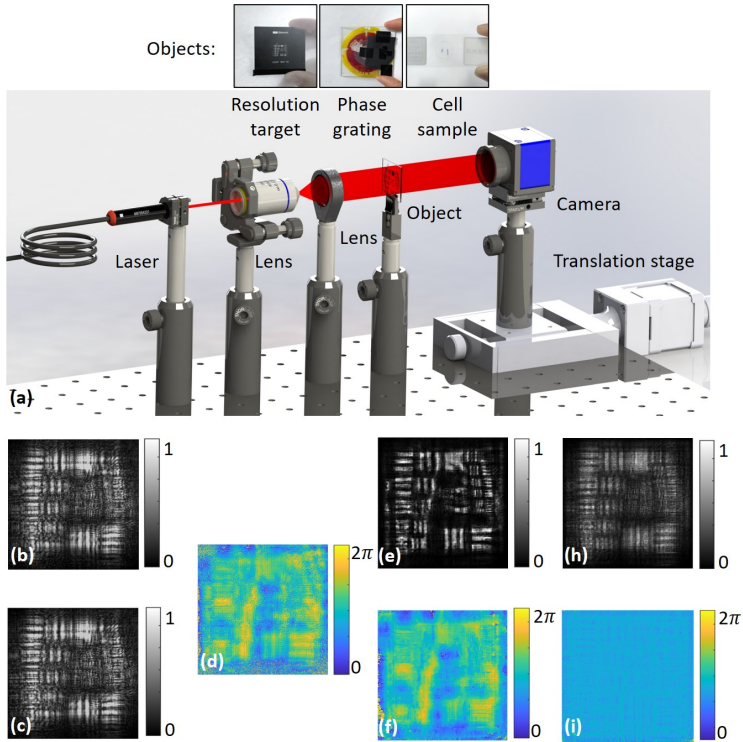 Objects:
Resolution
target
Phase
grating
Cell
sample
Laser
Lens
Lens
Object
Camera
Translation stage
(a)
(b)
1
0
(c)
1
0
(d)
2π
0
(e)
1
0
(f)
2π
0
(h)
1
0
(i)
2π
0